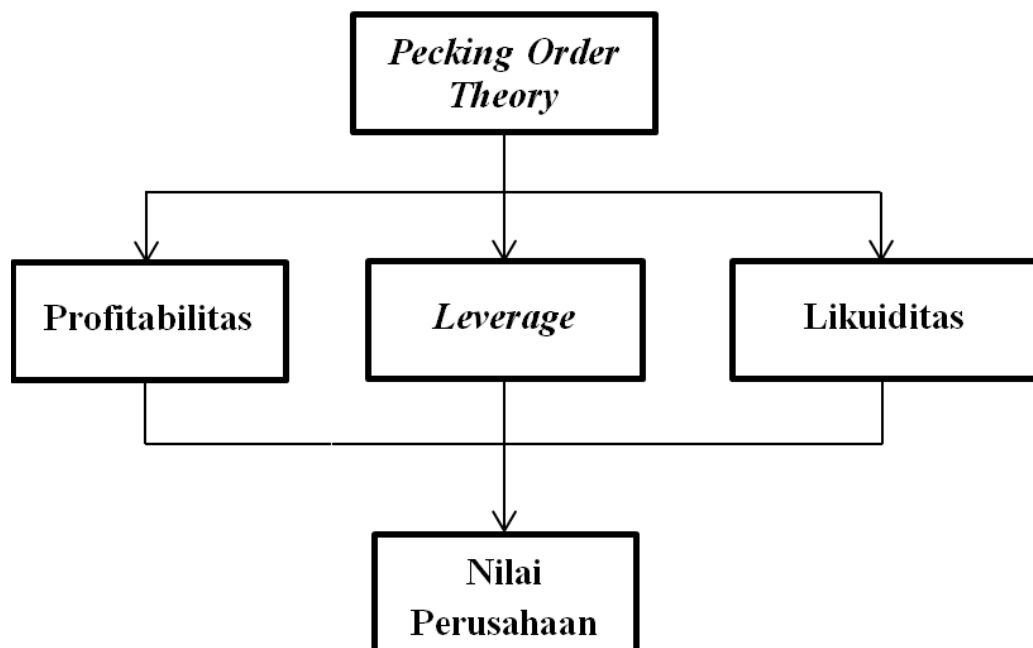 Pecking Order
Theory
Profitabilitas
Leverage
Likuiditas
Nilai
Perusahaan